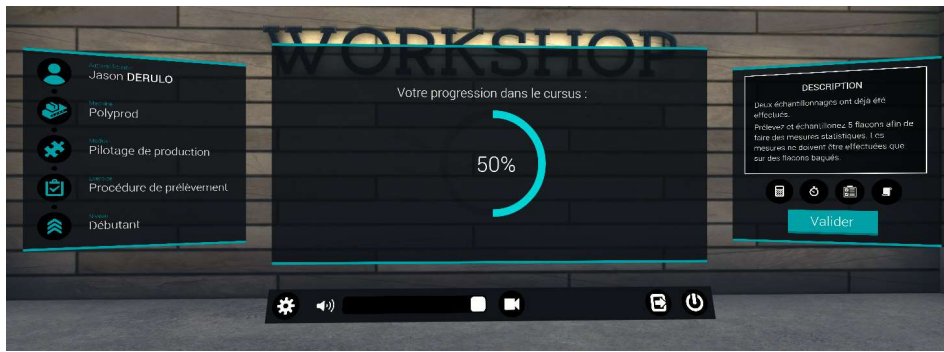 WORKSHOP
Jason DERULO
Machine
Polyprod
Pilotage de production
Procédure de prélèvement
Débutant
Votre progression dans le cursus :
50%
DESCRIPTION
Deux échantillonnages ont déjà été
effectués.
Prélevez et échantillonez 5 flacons afin de
faire des mesures statistiques. Les
mesures ne doivent être effectuées que
sur des flacons bagués.
Valider